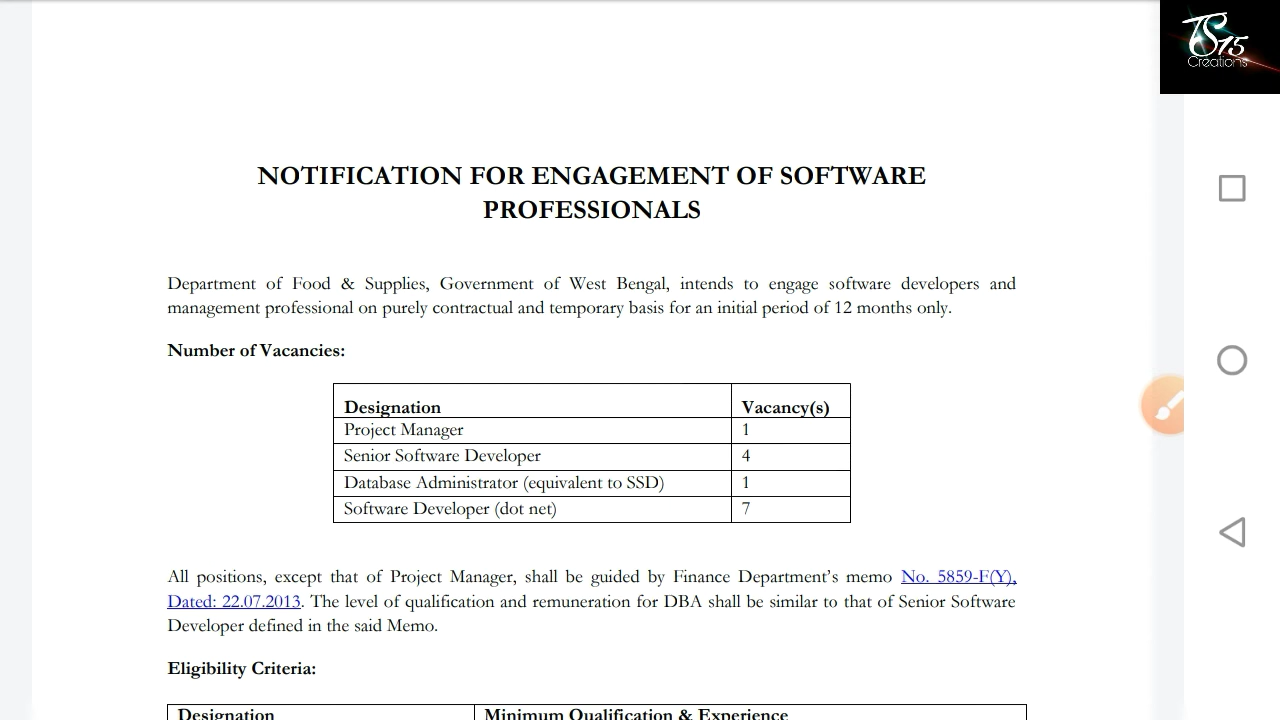 TS15
Creations
NOTIFICATION FOR ENGAGEMENT OF SOFTWARE
PROFESSIONALS
Department of Food & Supplies, Government of West Bengal, intends to engage software developers and
management professional on purely contractual and temporary basis for an initial period of 12 months only.
Number of Vacancies:
Designation Vacancy(s)
Project Manager 1
Senior Software Developer 4
Database Administrator (equivalent to SSD) 1
Software Developer (dot net) 7
All positions, except that of Project Manager, shall be guided by Finance Department's memo No. 5859-F(Y),
Dated: 22.07.2013. The level of qualification and remuneration for DBA shall be similar to that of Senior Software
Developer defined in the said Memo.
Eligibility Criteria:
Designation Minimum Qualification & Experience